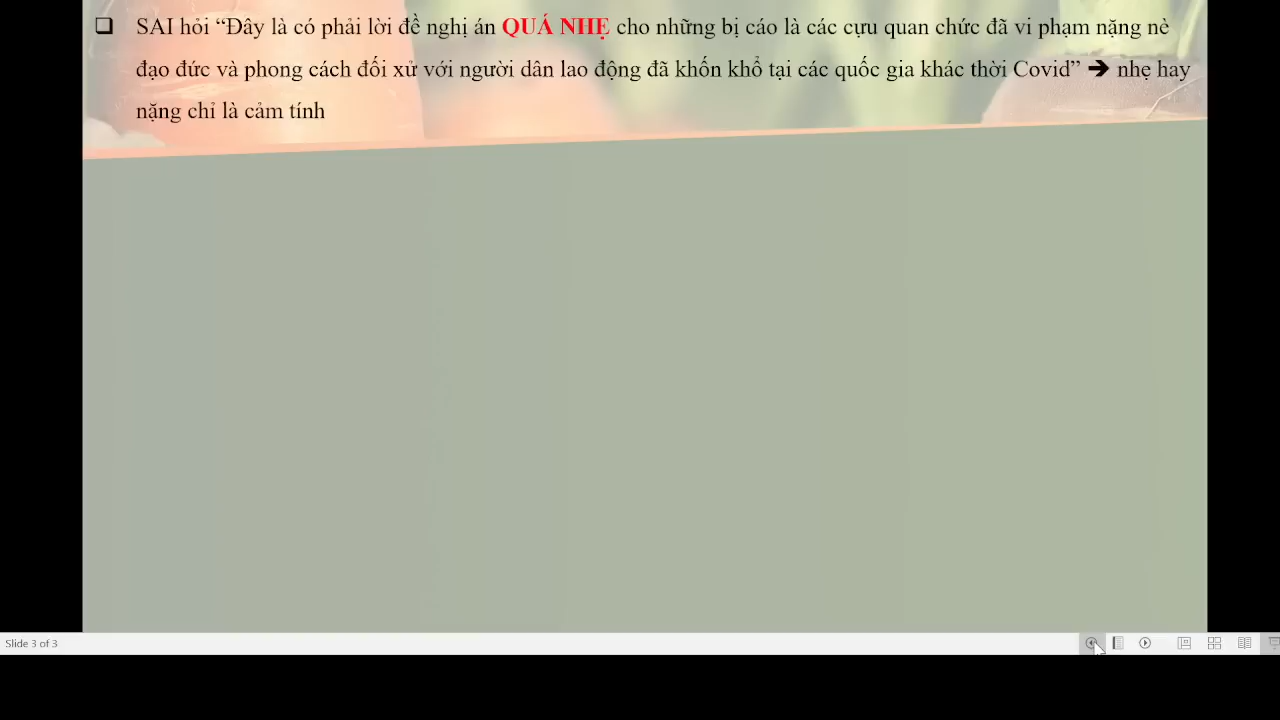 ❑ SAI hỏi “Đây là có phải lời đề nghị án QUÁ NHẸ cho những bị cáo là các cựu quan chức đã vi phạm nặng nè
đạo đức và phong cách đối xử với người dân lao động đã khốn khổ tại các quốc gia khác thời Covid” ➔ nhẹ hay
nặng chỉ là cảm tính
Slide 3 of 3